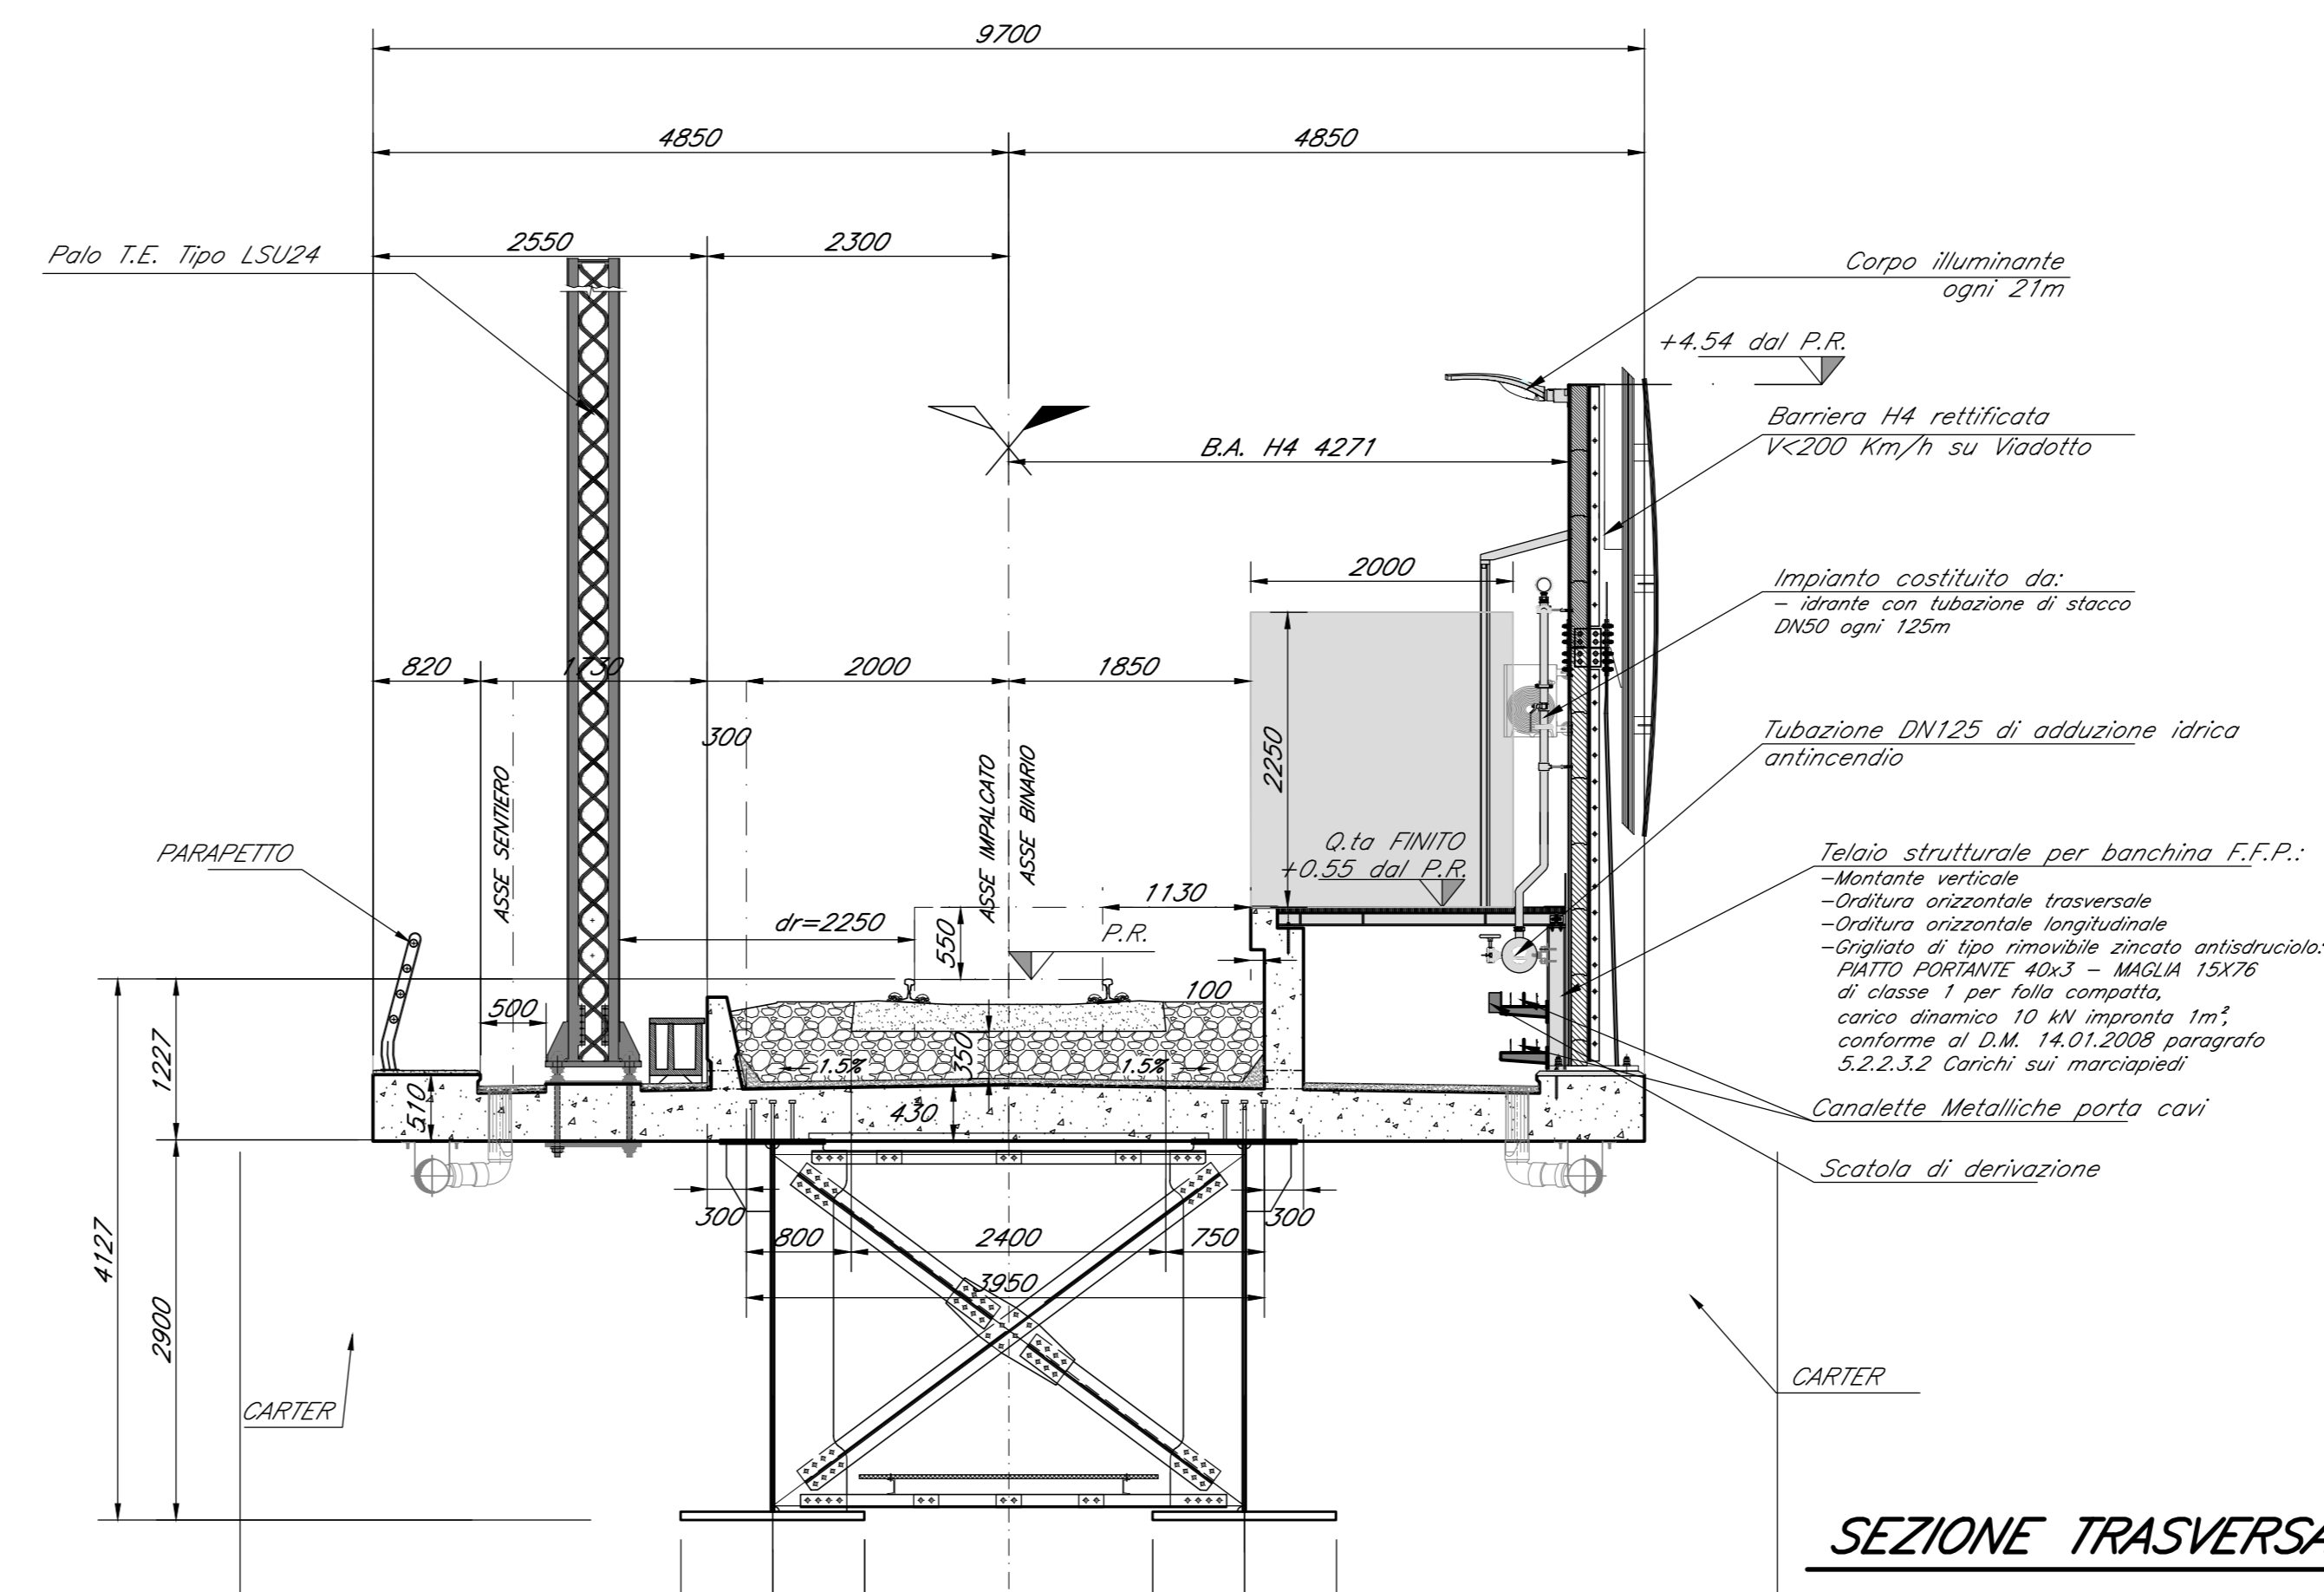 9700
4850
4850
2550
2300
Palo T.E. Tipo LSU24
Corpo illuminante
ogni 21m
+4.54 dal P.R.
Barriera H4 rettificata
V<200 Km/h su Viadotto
B.A. H4 4271
2000
Impianto costituito da:
- idrante con tubazione di stacco
DN50 ogni 125m
820
1730
2000
1850
300
2250
Tubazione DN125 di adduzione idrica
antincendio
ASSE SENTIERO
ASSE IMPALCATO
ASSE BINARIO
PARAPETTO
Q.ta FINITO
+0.55 dal P.R.
Telaio strutturale per banchina F.F.P.:
-Montante verticale
-Orditura orizzontale trasversale
-Orditura orizzontale longitudinale
-Grigliato di tipo rimovibile zincato antisdruciolo:
PIATTO PORTANTE 40x3 - MAGLIA 15X76
di classe 1 per folla compatta,
carico dinamico 10 kN impronta 1m²,
conforme al D.M. 14.01.2008 paragrafo
5.2.2.3.2 Carichi sui marciapiedi
1130
dr=2250
550
P.R.
100
500
1227
350
1.5%
1.5%
510
430
Canalette Metalliche porta cavi
Scatola di derivazione
4127
2900
300
300
800
2400
750
3950
CARTER
CARTER
SEZIONE TRASVERSA